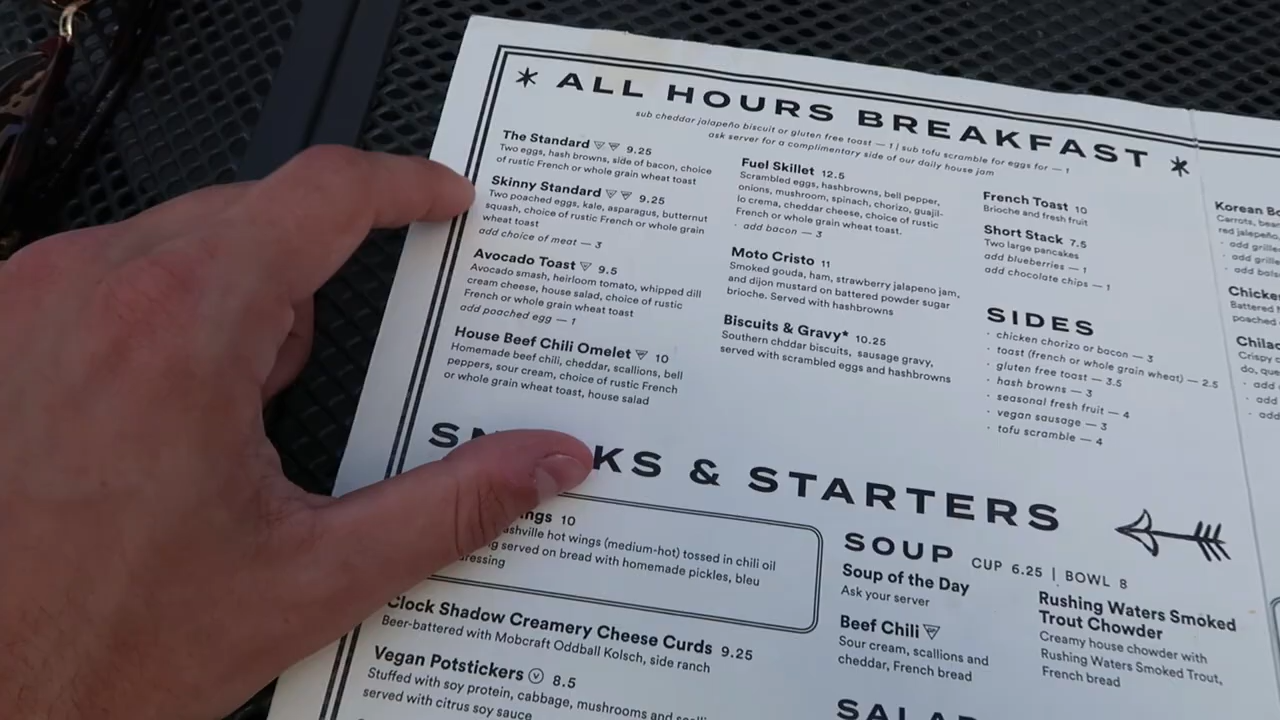 ALL HOURS BREAKFAST
sub cheddar jalapeño biscuit or gluten free toast — 1 | sub tofu scramble for eggs for — 1
ask server for a complimentary side of our daily house jam
The Standard 9.25
Two eggs, hash browns, side of bacon, choice
of rustic French or whole grain wheat toast
Skinny Standard 9.25
Two poached eggs, kale, asparagus, butternut
squash, choice of rustic French or whole grain
wheat toast
add choice of meat — 3
Avocado Toast 9.5
Avocado smash, heirloom tomato, whipped dill
cream cheese, house salad, choice of rustic
French or whole grain wheat toast
add poached egg — 1
House Beef Chili Omelet 10
Homemade beef chili, cheddar, scallions, bell
peppers, sour cream, choice of rustic French
or whole grain wheat toast, house salad
Fuel Skillet 12.5
Scrambled eggs, hashbrowns, bell pepper,
onions, mushroom, spinach, chorizo, guajil-
lo crema, cheddar cheese, choice of rustic
French or whole grain wheat toast.
· add bacon — 3
Moto Cristo 11
Smoked gouda, ham, strawberry jalapeno jam,
and dijon mustard on battered powder sugar
brioche. Served with hashbrowns
Biscuits & Gravy* 10.25
Southern chddar biscuits, sausage gravy,
served with scrambled eggs and hashbrowns
French Toast 10
Brioche and fresh fruit
Short Stack 7.5
Two large pancakes
add blueberries — 1
add chocolate chips — 1
SIDES
· chicken chorizo or bacon — 3
· toast (french or whole grain wheat) — 2.5
· gluten free toast — 3.5
· hash browns — 3
· seasonal fresh fruit — 4
· vegan sausage — 3
· tofu scramble — 4
Korean
Carrots,
red jalapeño,
· add
· add
· add
Battered
poached
Crispy
· add
· add
· add
KS & STARTERS
ings 10
ashville hot wings (medium-hot) tossed in chili oil
served on bread with homemade pickles, bleu
dressing
Clock Shadow Creamery Cheese Curds 9.25
Beer-battered with Mobcraft Oddball Kolsch, side ranch
Vegan Potstickers V 8.5
Stuffed with soy protein, cabbage, mushrooms and
served with citrus soy sauce
SOUP CUP 6.25 | BOWL 8
Soup of the Day
Ask your server
Beef Chili
Sour cream, scallions and
cheddar, French bread
Rushing Waters Smoked
Trout Chowder
Creamy house chowder with
Rushing Waters Smoked Trout,
French bread
SALAD